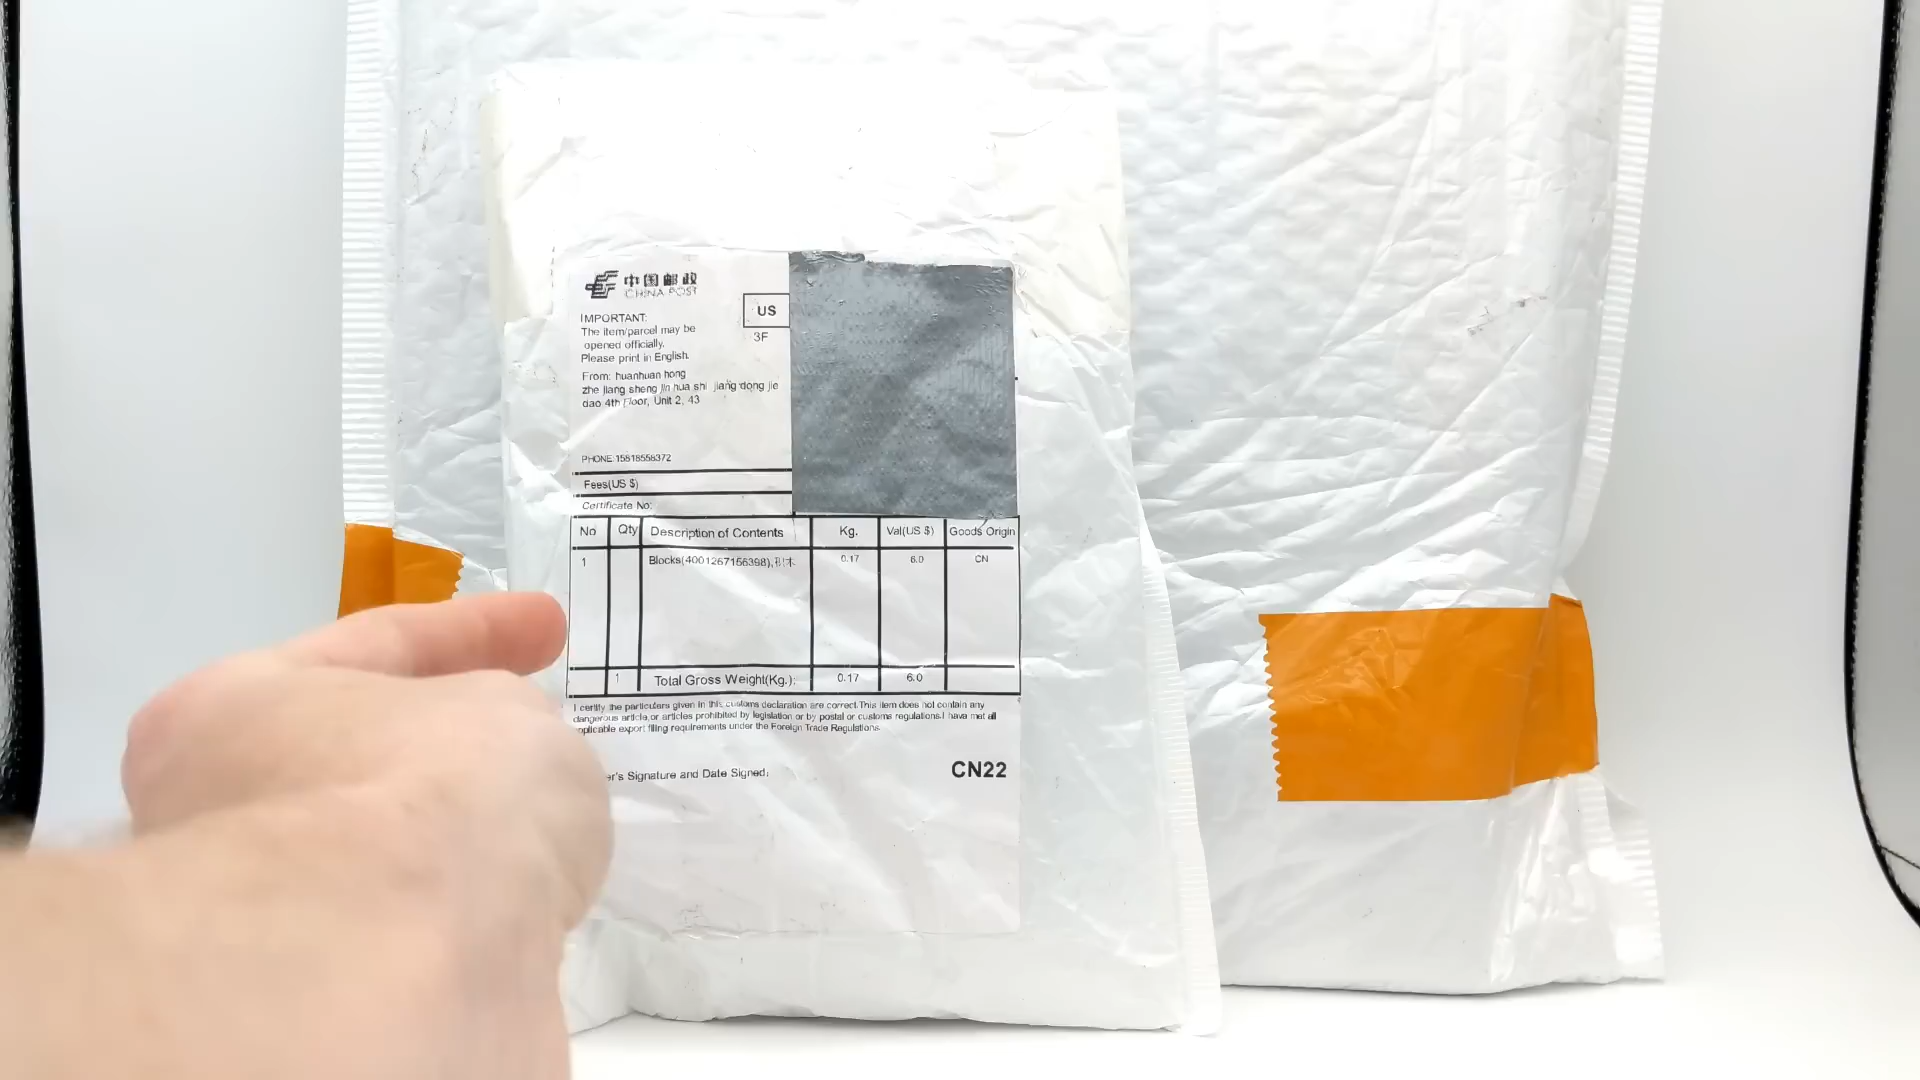 中国邮政
CHINA POST
US
3F
IMPORTANT:
The item/parcel may be
opened officially.
Please print in English.
From: huanhuan hong
zhe jiang sheng jin hua shi jiang dong jie
dao 4th Floor, Unit 2, 43
PHONE:15818558372
Fees(US $)
Certificate No:
No Qty Description of Contents Kg. Val(US $) Goods Origin
1 Blocks(4001267156398),积木 0.17 6.0 CN
1 Total Gross Weight(Kg.): 0.17 6.0
I certify the particulars given in this customs declaration are correct.This item does not contain any
dangerous article,or articles prohibited by legislation or by postal or customs regulations.I have met all
pplicable export filing requirements under the Foreign Trade Regulations.
er's Signature and Date Signed:
CN22